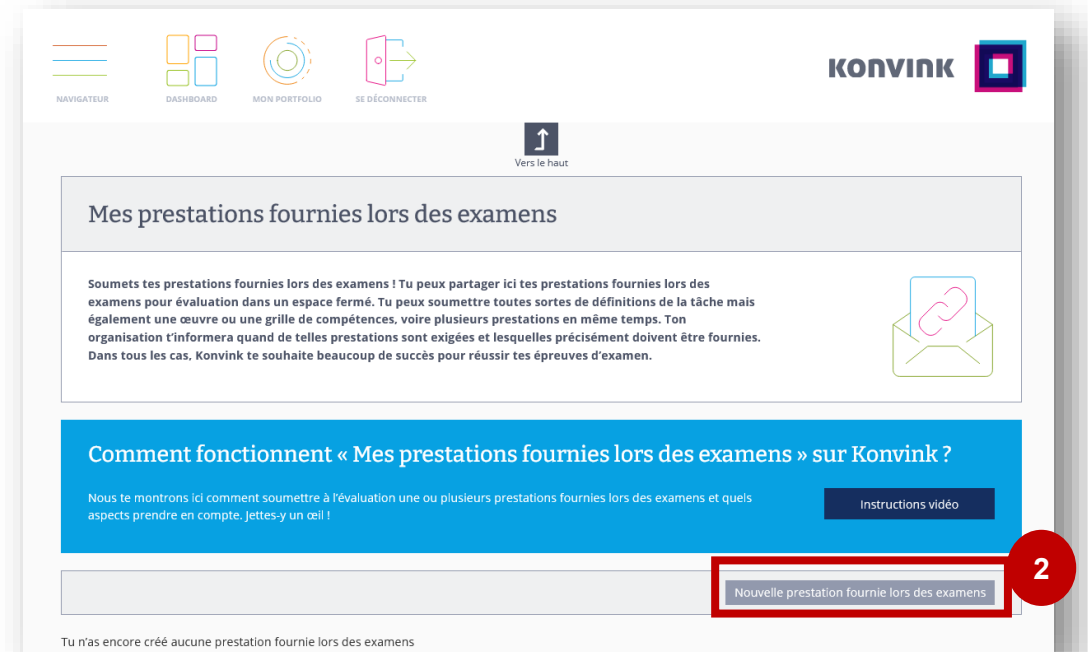 NAVIGATEUR
DASHBOARD
MON PORTFOLIO
SE DÉCONNECTER
KONVINK
Vers le haut
Mes prestations fournies lors des examens
Soumets tes prestations fournies lors des examens ! Tu peux partager ici tes prestations fournies lors des
examens pour évaluation dans un espace fermé. Tu peux soumettre toutes sortes de définitions de la tâche mais
également une œuvre ou une grille de compétences, voire plusieurs prestations en même temps. Ton
organisation t’informera quand de telles prestations sont exigées et lesquelles précisément doivent être fournies.
Dans tous les cas, Konvink te souhaite beaucoup de succès pour réussir tes épreuves d’examen.
Comment fonctionnent « Mes prestations fournies lors des examens » sur Konvink ?
Nous te montrons ici comment soumettre à l’évaluation une ou plusieurs prestations fournies lors des examens et quels
aspects prendre en compte. Jettes-y un œil !
Instructions vidéo
2
Nouvelle prestation fournie lors des examens
Tu n’as encore créé aucune prestation fournie lors des examens